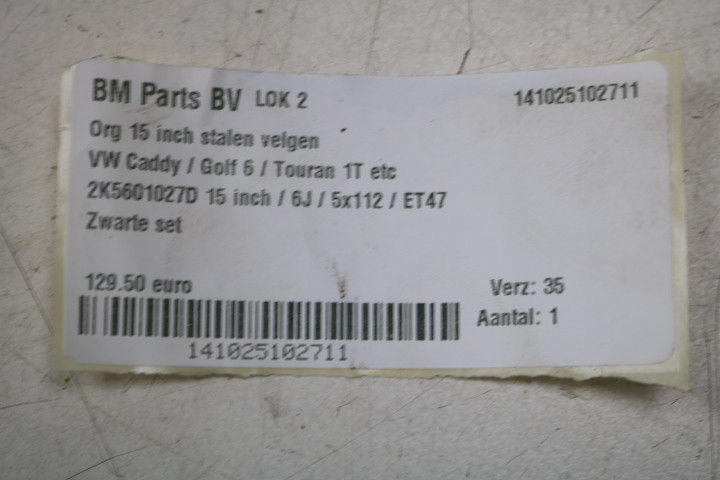 BM Parts BV LOK 2 141025102711
Org 15 inch stalen velgen
VW Caddy / Golf 6 / Touran 1T etc
2K5601027D 15 inch / 6J / 5x112 / ET47
Zwarte set
129.50 euro Verz: 35
Aantal: 1
141025102711